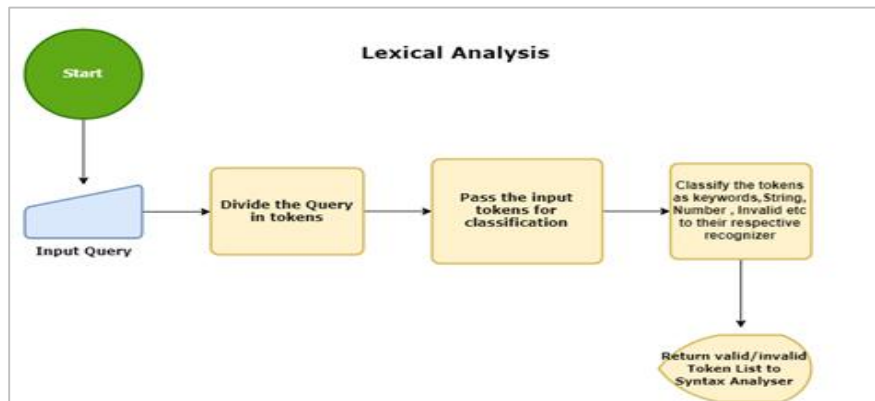 Lexical Analysis
Start
Input Query
Divide the Query
in tokens
Pass the input
tokens for
classification
Classify the tokens
as keywords,String,
Number , Invalid etc
to their respective
recognizer
Return valid/invalid
Token List to
Syntax Analyser